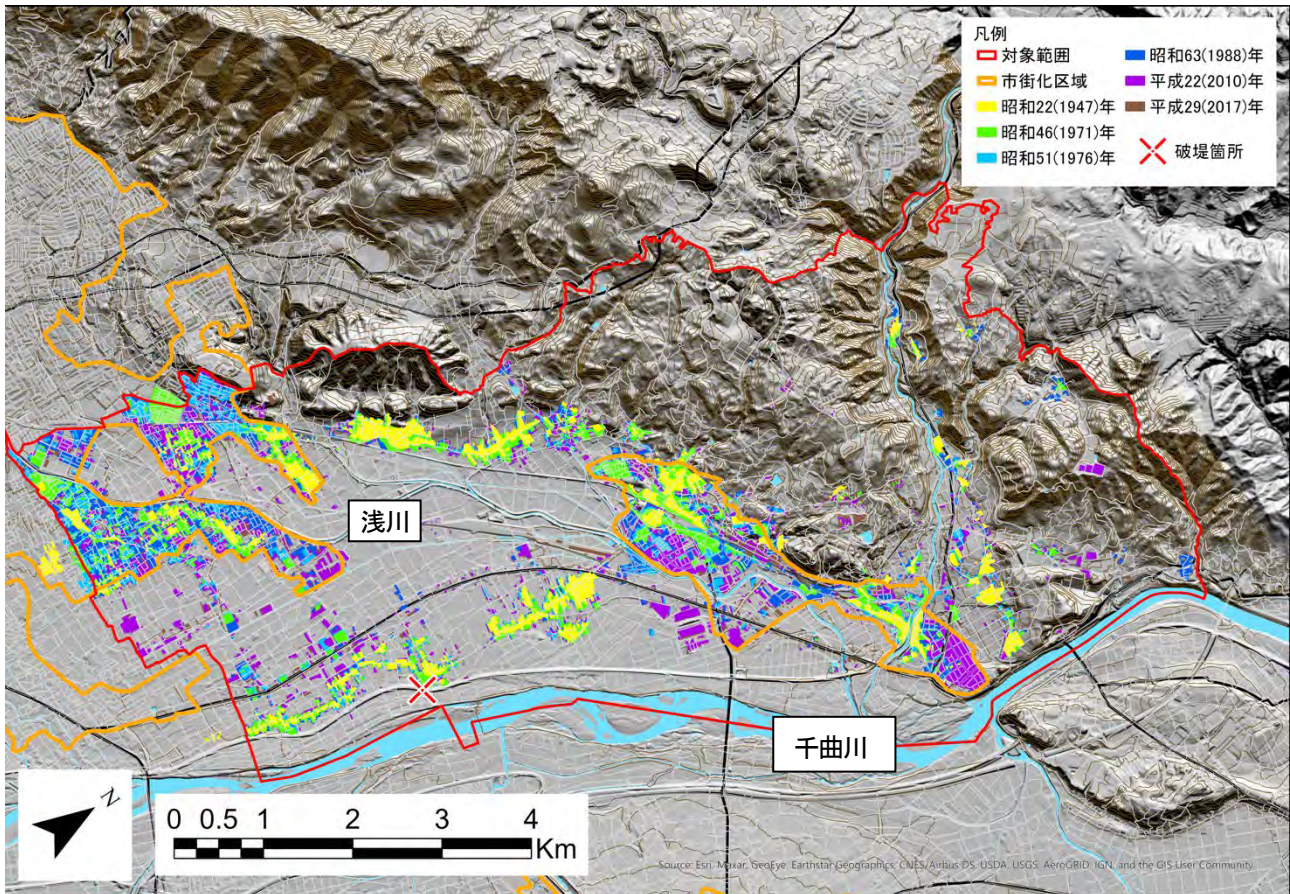 凡例
対象範囲
市街化区域
昭和22(1947)年
昭和46(1971)年
昭和51(1976)年
昭和63(1988)年
平成22(2010)年
平成29(2017)年
破堤箇所
浅川
千曲川
N
0 0.5 1 2 3 4
Km
Source: Esri, Maxar, GeoEye, Earthstar Geographics, CNES/Airbus DS, USDA, USGS, AeroGRID, IGN, and the GIS User Community